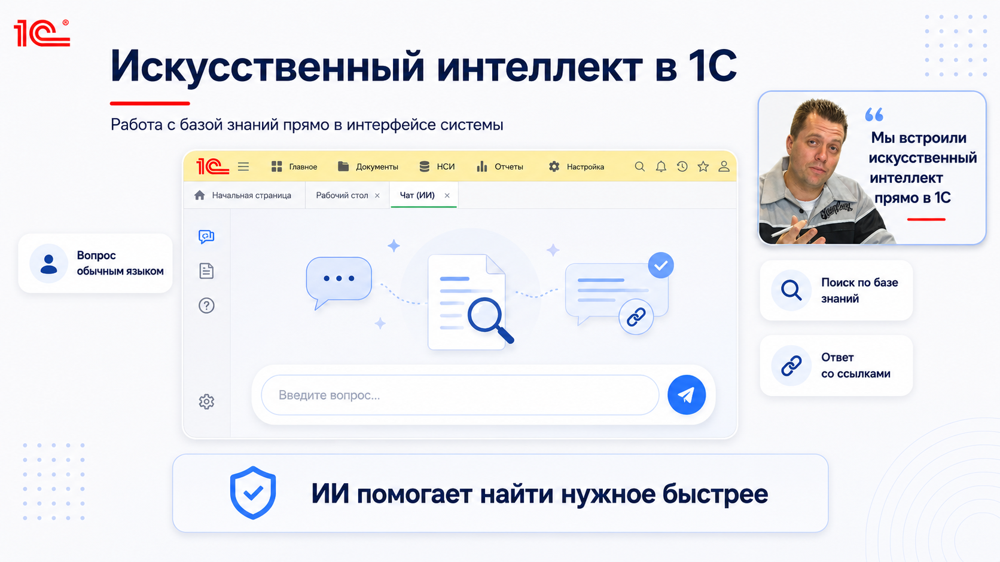 1С®
Искусственный интеллект в 1С
Работа с базой знаний прямо в интерфейсе системы
1С
Главное
Документы
НСИ
Отчеты
Настройка
Начальная страница
Рабочий стол ×
Чат (ИИ) ×
“
Мы встроили
искусственный
интеллект
прямо в 1С
Вопрос
обычным языком
Поиск по базе
знаний
Ответ
со ссылками
Введите вопрос...
ИИ помогает найти нужное быстрее